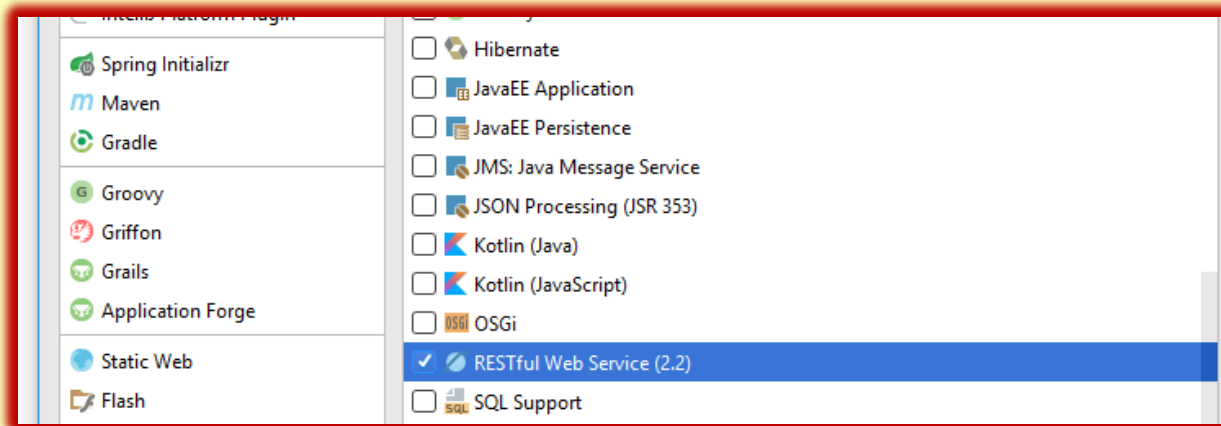 Spring Initializr
Maven
Gradle
Groovy
Griffon
Grails
Application Forge
Static Web
Flash
Hibernate
JavaEE Application
JavaEE Persistence
JMS: Java Message Service
JSON Processing (JSR 353)
Kotlin (Java)
Kotlin (JavaScript)
OSGi
RESTful Web Service (2.2)
SQL Support